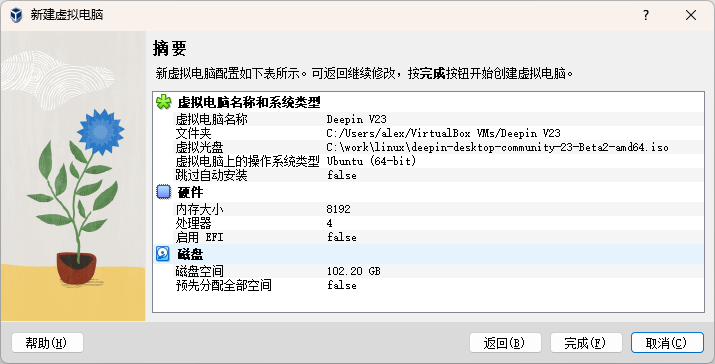 新建虚拟电脑
摘要
新虚拟电脑配置如下表所示。可返回继续修改，按完成按钮开始创建虚拟电脑。
虚拟电脑名称和系统类型
虚拟电脑名称 Deepin V23
文件夹 C:/Users/alex/VirtualBox VMs/Deepin V23
虚拟光盘 C:\work\linux\deepin-desktop-community-23-Beta2-amd64.iso
虚拟电脑上的操作系统类型 Ubuntu (64-bit)
跳过自动安装 false
硬件
内存大小 8192
处理器 4
启用 EFI false
磁盘
磁盘空间 102.20 GB
预先分配全部空间 false
帮助(H) 返回(B) 完成(F) 取消(C)